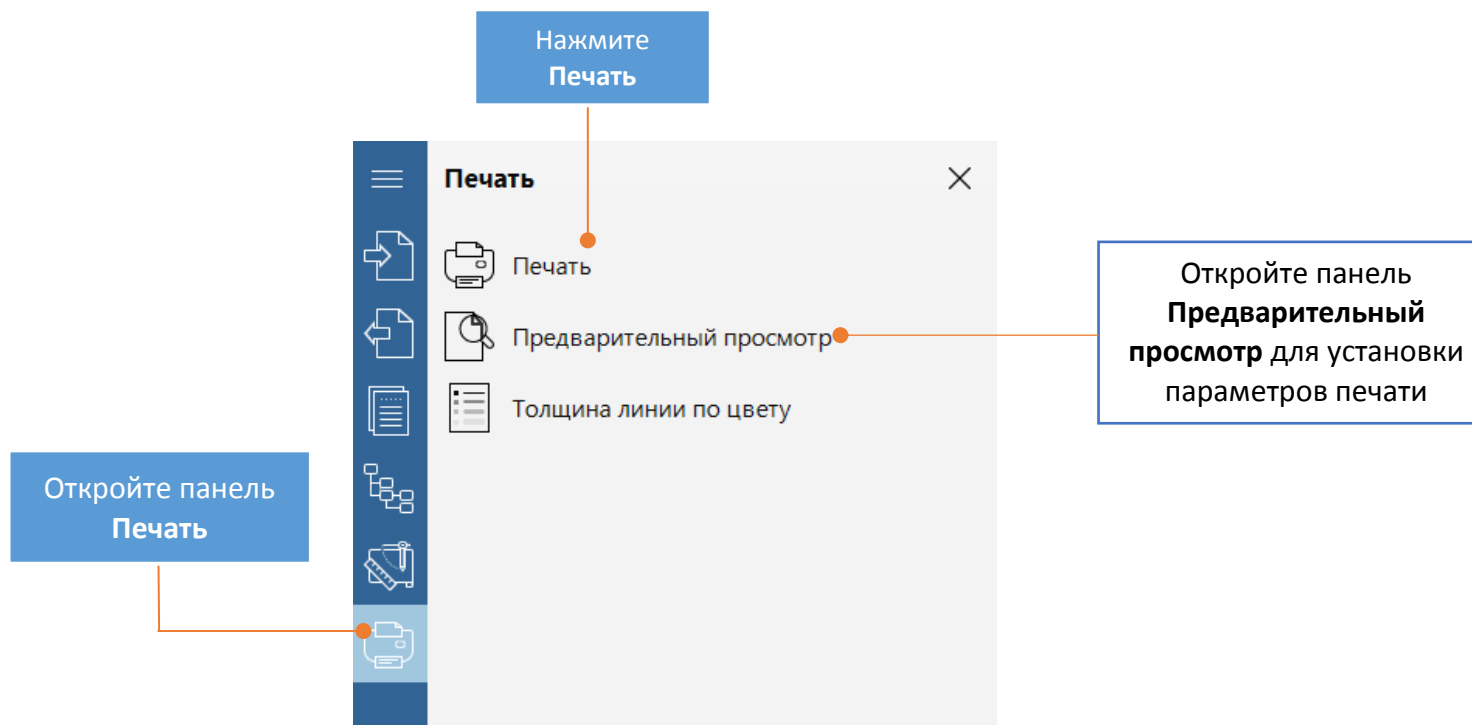 Нажмите
Печать
Печать
Печать
Предварительный просмотр
Толщина линии по цвету
Откройте панель
Предварительный
просмотр для установки
параметров печати
Откройте панель
Печать